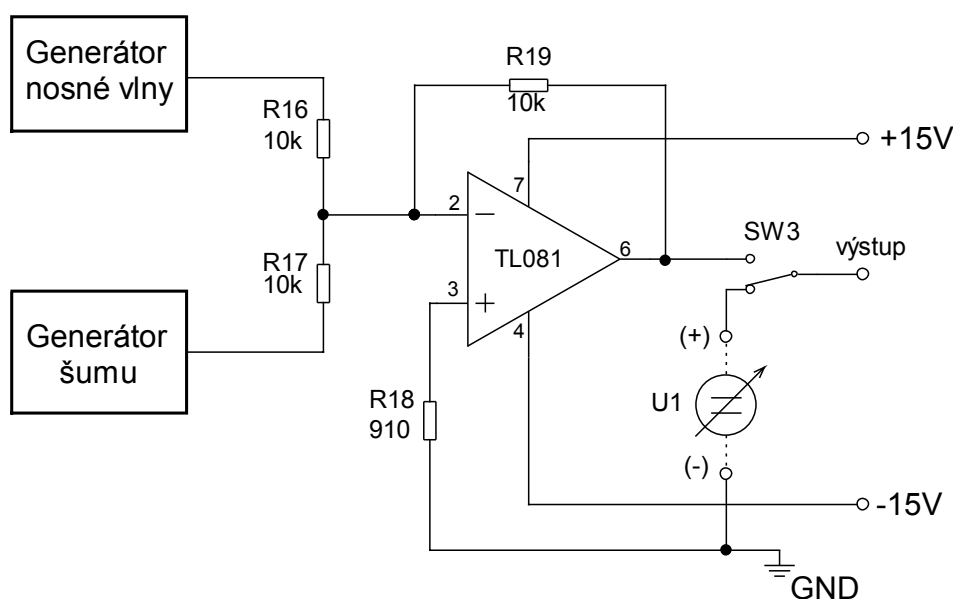 Generátor
nosné vlny
R16
10k
R19
10k
+15V
7
2
−
TL081
6
SW3
výstup
R17
10k
3
+
4
Generátor
šumu
(+)
U1
(-)
R18
910
-15V
GND